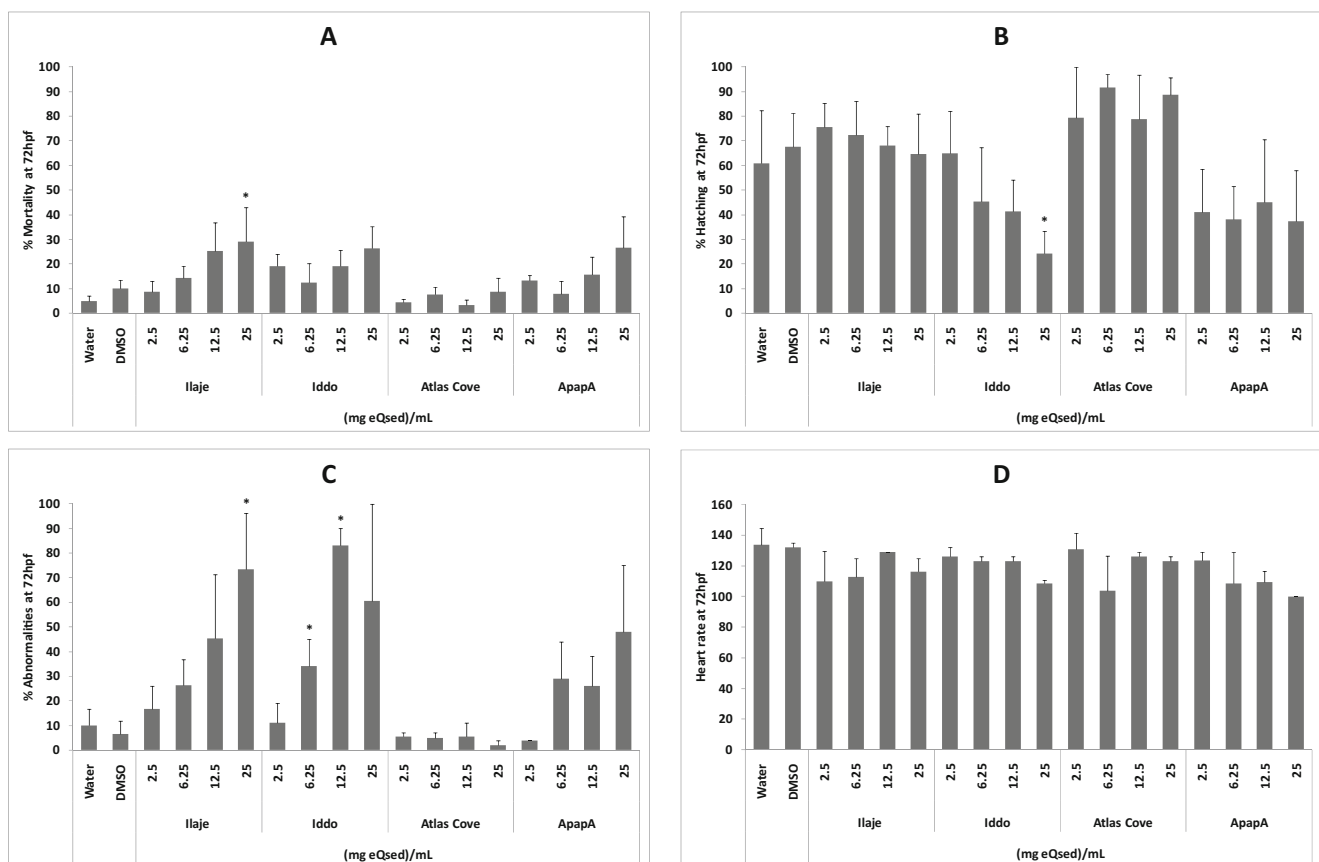 A
% Mortality at 72hpf
100
90
80
70
60
50
40
30
20
10
0
*
Water DMSO 2.5 6.25 12.5 25 2.5 6.25 12.5 25 2.5 6.25 12.5 25 2.5 6.25 12.5 25
Ilaje Iddo Atlas Cove ApapA
(mg eQsed)/mL
B
% Hatching at 72hpf
100
90
80
70
60
50
40
30
20
10
0
*
Water DMSO 2.5 6.25 12.5 25 2.5 6.25 12.5 25 2.5 6.25 12.5 25 2.5 6.25 12.5 25
Ilaje Iddo Atlas Cove ApapA
(mg eQsed)/mL
C
% Abnormalities at 72hpf
100
90
80
70
60
50
40
30
20
10
0
* * *
Water DMSO 2.5 6.25 12.5 25 2.5 6.25 12.5 25 2.5 6.25 12.5 25 2.5 6.25 12.5 25
Ilaje Iddo Atlas Cove ApapA
(mg eQsed)/mL
D
Heart rate at 72hpf
160
140
120
100
80
60
40
20
0
Water DMSO 2.5 6.25 12.5 25 2.5 6.25 12.5 25 2.5 6.25 12.5 25 2.5 6.25 12.5 25
Ilaje Iddo Atlas Cove ApapA
(mg eQsed)/mL